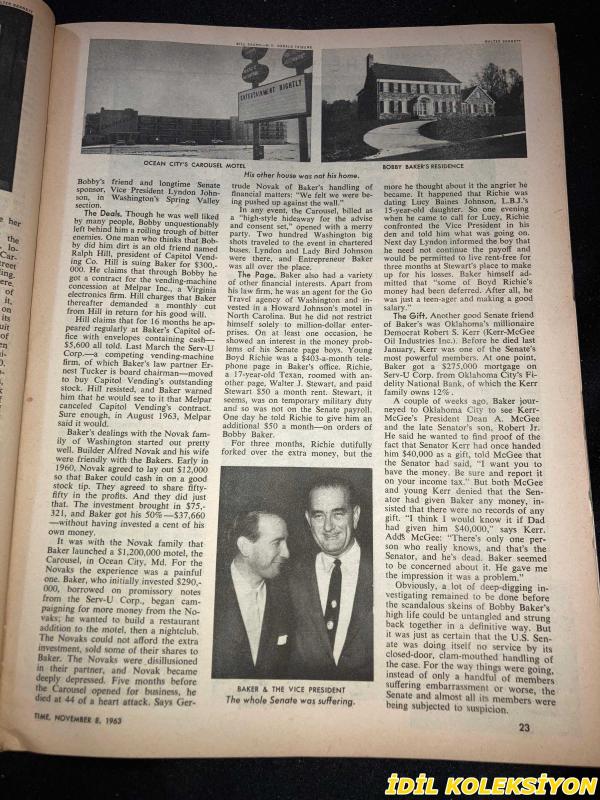 BILL SAURO—N.Y. HERALD TRIBUNE
WALTER BENNETT
ENTERTAINMENT NIGHTLY
OCEAN CITY'S CAROUSEL MOTEL
BOBBY BAKER'S RESIDENCE
His other house was not his home.
Bobby's friend and longtime Senate
sponsor, Vice President Lyndon John-
son, in Washington's Spring Valley
section.
The Deals. Though he was well liked
by many people, Bobby unquestionably
left behind him a roiling trough of bitter
enemies. One man who thinks that Bob-
by did him dirt is an old friend named
Ralph Hill, president of Capitol Vend-
ing Co. Hill is suing Baker for $300,-
000. He claims that through Bobby he
got a contract for the vending-machine
concession at Melpar Inc., a Virginia
electronics firm. Hill charges that Baker
thereafter demanded a monthly cut
from Hill in return for his good will.
Hill claims that for 16 months he ap-
peared regularly at Baker's Capitol of-
fice with envelopes containing cash—
$5,600 all told. Last March the Serv-U
Corp.—a competing vending-machine
firm, of which Baker's law partner Er-
nest Tucker is board chairman—moved
to buy Capitol Vending's outstanding
stock. Hill resisted, and Baker warned
him that he would see to it that Melpar
canceled Capitol Vending's contract.
Sure enough, in August 1963, Melpar
said it would.
Baker's dealings with the Novak fam-
ily of Washington started out pretty
well. Builder Alfred Novak and his wife
were friendly with the Bakers. Early in
1960, Novak agreed to lay out $12,000
so that Baker could cash in on a good
stock tip. They agreed to share fifty-
fifty in the profits. And they did just
that. The investment brought in $75,-
321, and Baker got his 50%—$37,660
—without having invested a cent of his
own money.
It was with the Novak family that
Baker launched a $1,200,000 motel, the
Carousel, in Ocean City, Md. For the
Novaks the experience was a painful
one. Baker, who initially invested $290,-
000, borrowed on promissory notes
from the Serv-U Corp., began cam-
paigning for more money from the No-
vaks; he wanted to build a restaurant
addition to the motel, then a nightclub.
The Novaks could not afford the extra
investment, sold some of their shares to
Baker. The Novaks were disillusioned
in their partner, and Novak became
deeply depressed. Five months before
the Carousel opened for business, he
died at 44 of a heart attack. Says Ger-
trude Novak of Baker's handling of
financial matters: "We felt we were be-
ing pushed up against the wall."
In any event, the Carousel, billed as
a "high-style hideaway for the advise
and consent set," opened with a merry
party. Two hundred Washington big
shots traveled to the event in chartered
buses. Lyndon and Lady Bird Johnson
were there, and Entrepreneur Baker
was all over the place.
The Page. Baker also had a variety
of other financial interests. Apart from
his law firm, he was an agent for the Go
Travel Agency of Washington and in-
vested in a Howard Johnson's motel in
North Carolina. But he did not restrict
himself solely to million-dollar enter-
prises. On at least one occasion, he
showed an interest in the money prob-
lems of his Senate page boys. Young
Boyd Richie was a $403-a-month tele-
phone page in Baker's office. Richie,
a 17-year-old Texan, roomed with an-
other page, Walter J. Stewart, and paid
Stewart $50 a month rent. Stewart, it
seems, was on temporary military duty
and so was not on the Senate payroll.
One day he told Richie to give him an
additional $50 a month—on orders of
Bobby Baker.
For three months, Richie dutifully
forked over the extra money, but the
BAKER & THE VICE PRESIDENT
The whole Senate was suffering.
more he thought about it the angrier he
became. It happened that Richie was
dating Lucy Baines Johnson, L.B.J.'s
15-year-old daughter. So one evening
when he came to call for Lucy, Richie
confronted the Vice President in his
den and told him what was going on.
Next day Lyndon informed the boy that
he need not continue the payoff and
would be permitted to live rent-free for
three months at Stewart's place to make
up for his losses. Baker himself ad-
mitted that "some of Boyd Richie's
money had been deferred. After all, he
was just a teen-ager and making a good
salary."
The Gift. Another good Senate friend
of Baker's was Oklahoma's millionaire
Democrat Robert S. Kerr (Kerr-McGee
Oil Industries Inc.). Before he died last
January, Kerr was one of the Senate's
most powerful members. At one point,
Baker got a $275,000 mortgage on
Serv-U Corp. from Oklahoma City's Fi-
delity National Bank, of which the Kerr
family owns 12%.
A couple of weeks ago, Baker jour-
neyed to Oklahoma City to see Kerr-
McGee's President Dean A. McGee
and the late Senator's son, Robert Jr.
He said he wanted to find proof of the
fact that Senator Kerr had once handed
him $40,000 as a gift, told McGee that
the Senator had said, "I want you to
have the money. Be sure and report it
on your income tax." But both McGee
and young Kerr denied that the Sen-
ator had given Baker any money, in-
sisted that there were no records of any
gift. "I think I would know it if Dad
had given him $40,000," says Kerr.
Adds McGee: "There's only one per-
son who really knows, and that's the
Senator, and he's dead. Baker seemed
to be concerned about it. He gave me
the impression it was a problem."
Obviously, a lot of deep-digging in-
vestigating remained to be done before
the scandalous skeins of Bobby Baker's
high life could be untangled and strung
back together in a definitive way. But
it was just as certain that the U.S. Sen-
ate was doing itself no service by its
closed-door, clam-mouthed handling of
the case. For the way things were going,
instead of only a handful of members
suffering embarrassment or worse, the
Senate and almost all its members were
being subjected to suspicion.
TIME, NOVEMBER 8, 1963
23
İDİL KOLEKSİYON